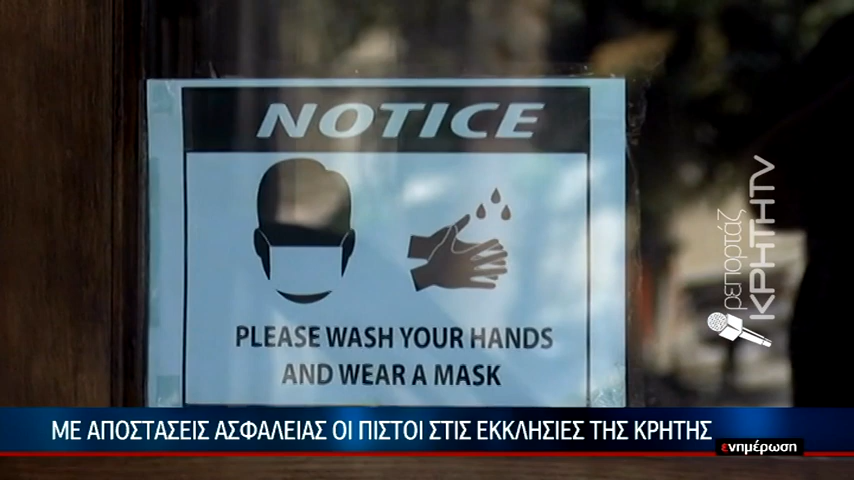 NOTICE
PLEASE WASH YOUR HANDS
AND WEAR A MASK
ρεπορτάζ
ΚΡΗΤΗTV
ΜΕ ΑΠΟΣΤΑΣΕΙΣ ΑΣΦΑΛΕΙΑΣ ΟΙ ΠΙΣΤΟΙ ΣΤΙΣ ΕΚΚΛΗΣΙΕΣ ΤΗΣ ΚΡΗΤΗΣ
ενημέρωση